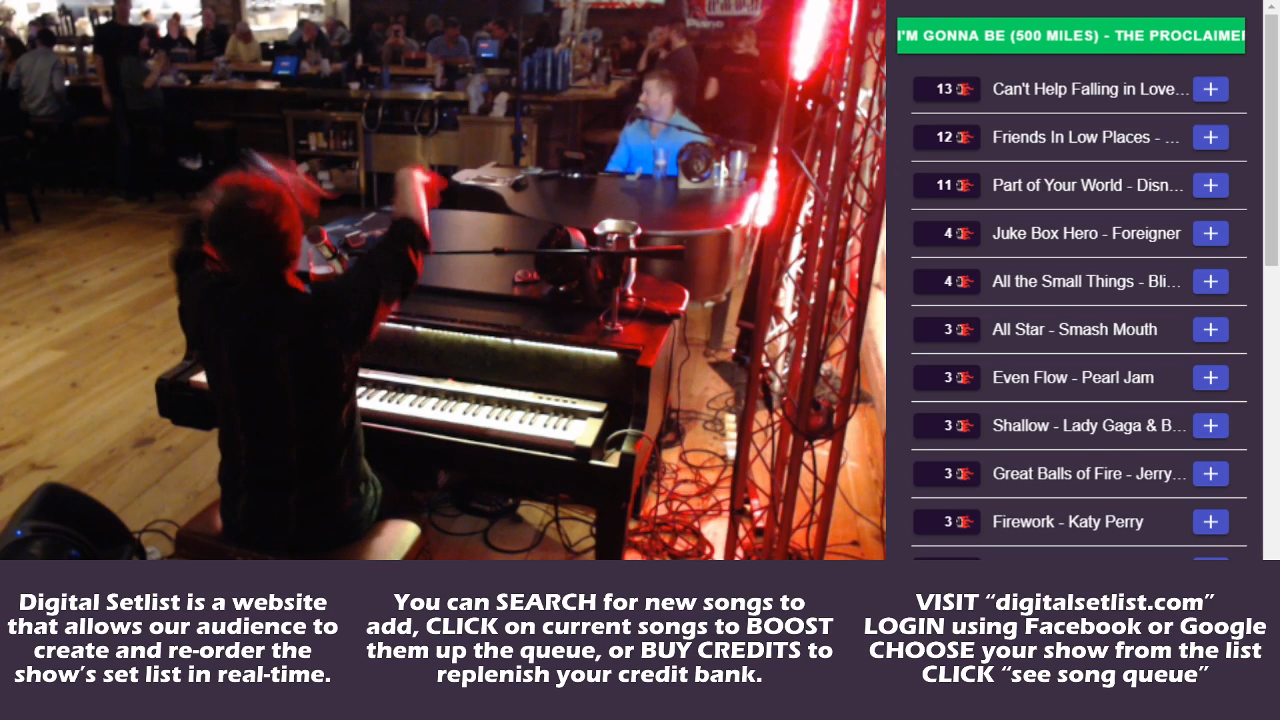 Piano
I'M GONNA BE (500 MILES) - THE PROCLAIME
13 Can't Help Falling in Love...
12 Friends In Low Places - ...
11 Part of Your World - Disn...
4 Juke Box Hero - Foreigner
4 All the Small Things - Bli...
3 All Star - Smash Mouth
3 Even Flow - Pearl Jam
3 Shallow - Lady Gaga & B...
3 Great Balls of Fire - Jerry...
3 Firework - Katy Perry
Digital Setlist is a website
that allows our audience to
create and re-order the
show's set list in real-time.
You can SEARCH for new songs to
add, CLICK on current songs to BOOST
them up the queue, or BUY CREDITS to
replenish your credit bank.
VISIT “digitalsetlist.com”
LOGIN using Facebook or Google
CHOOSE your show from the list
CLICK “see song queue”